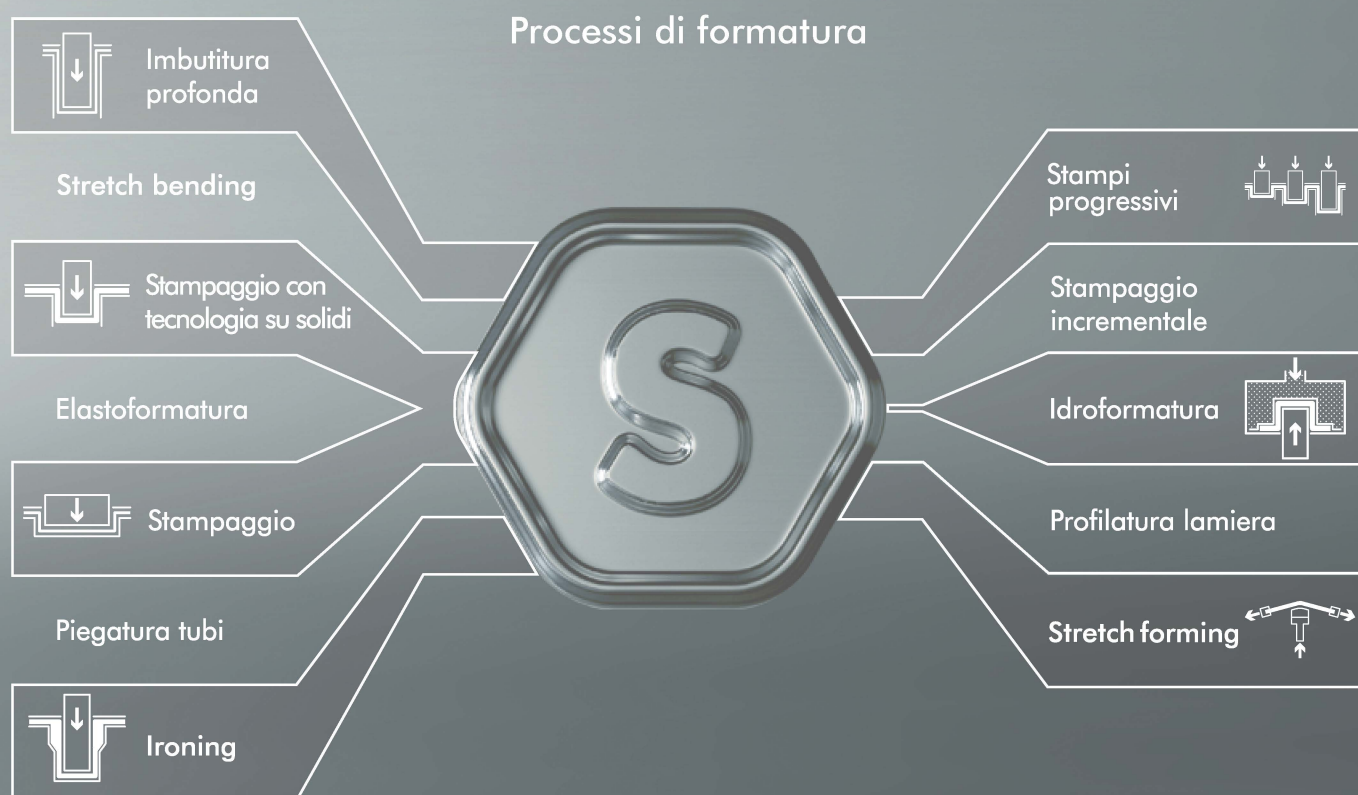 Processi di formatura
Imbutitura
profonda
Stretch bending
Stampaggio con
tecnologia su solidi
Elastoformatura
Stampaggio
Piegatura tubi
Ironing
S
Stampi
progressivi
Stampaggio
incrementale
Idroformatura
Profilatura lamiera
Stretch forming